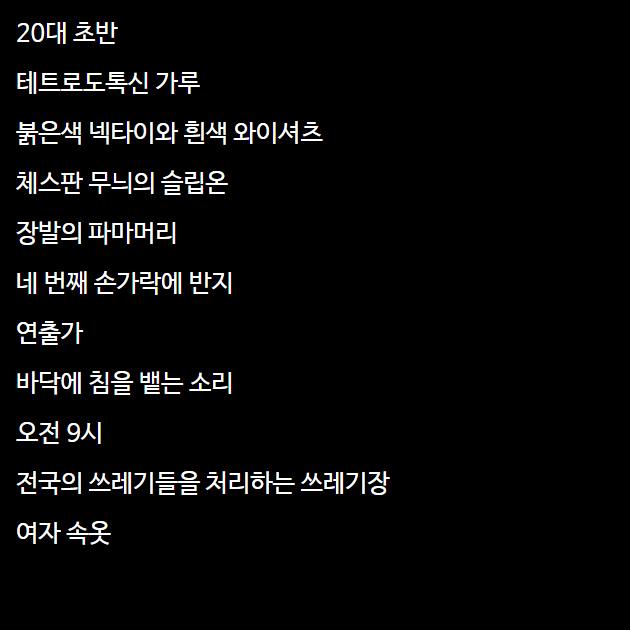 20대 초반
테트로도톡신 가루
붉은색 넥타이와 흰색 와이셔츠
체스판 무늬의 슬립온
장발의 파마머리
네 번째 손가락에 반지
연출가
바닥에 침을 뱉는 소리
오전 9시
전국의 쓰레기들을 처리하는 쓰레기장
여자 속옷